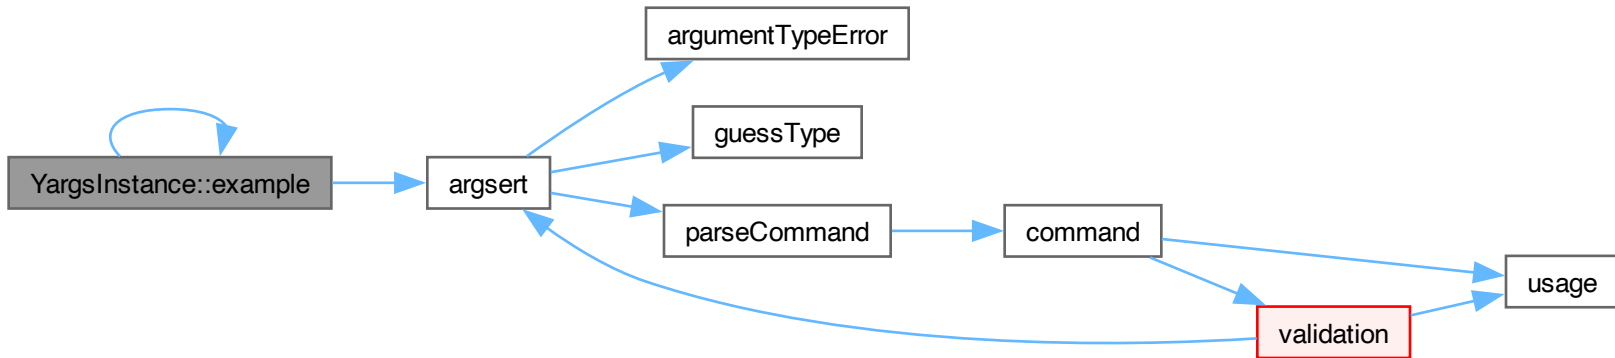 argumentTypeError
guessType
YargsInstance::example
argsert
parseCommand
command
usage
validation